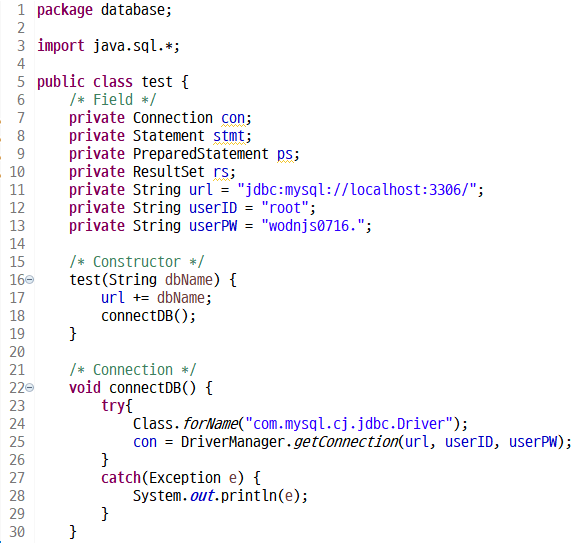 1 package database;
2
3 import java.sql.*;
4
5 public class test {
6 /* Field */
7 private Connection con;
8 private Statement stmt;
9 private PreparedStatement ps;
10 private ResultSet rs;
11 private String url = "jdbc:mysql://localhost:3306/";
12 private String userID = "root";
13 private String userPW = "wodnjs0716.";
14
15 /* Constructor */
16 test(String dbName) {
17 url += dbName;
18 connectDB();
19 }
20
21 /* Connection */
22 void connectDB() {
23 try{
24 Class.forName("com.mysql.cj.jdbc.Driver");
25 con = DriverManager.getConnection(url, userID, userPW);
26 }
27 catch(Exception e) {
28 System.out.println(e);
29 }
30 }